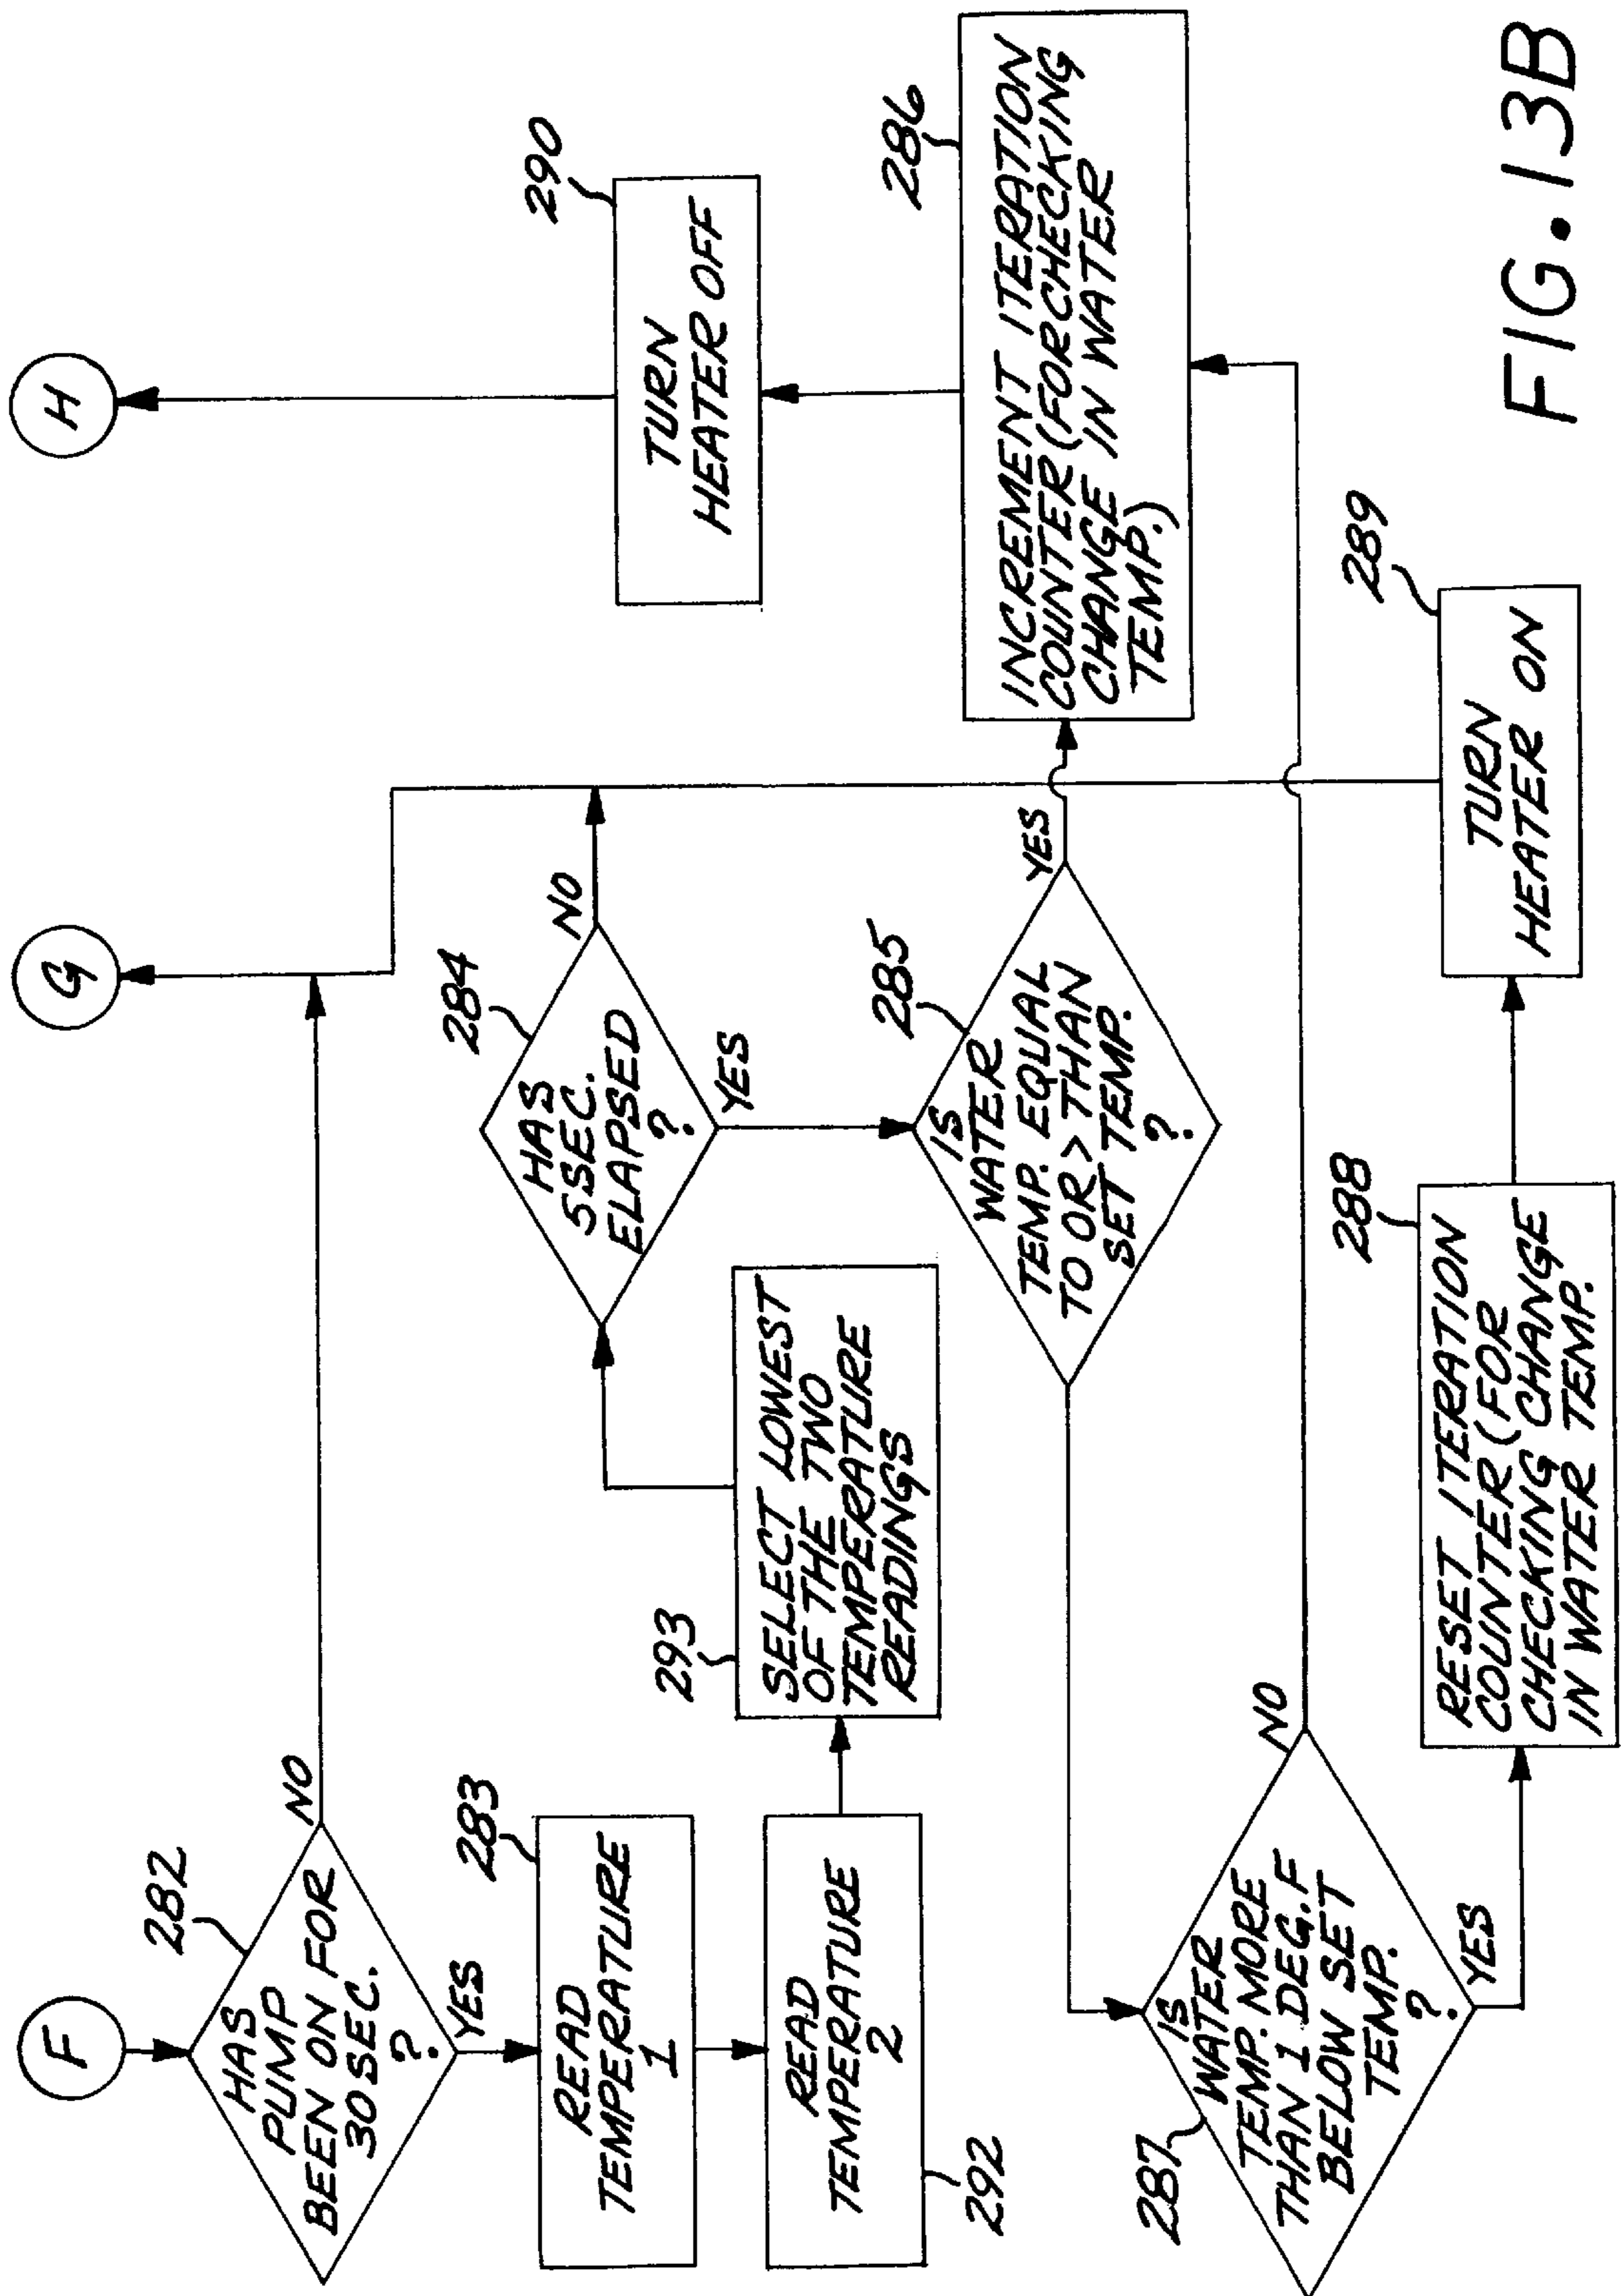 F
G
H
282
HAS
PUMP
BEEN ON FOR
30 SEC.
?
NO
YES
283
READ
TEMPERATURE
1
READ
TEMPERATURE
2
292
293
SELECT LOWEST
OF THE TWO
TEMPERATURE
READINGS
284
HAS
5SEC.
ELAPSED
?
NO
YES
285
IS
WATER
TEMP. EQUAL
TO OR > THAN
SET TEMP.
?
YES
290
TURN
HEATER OFF
286
INCREMENT ITERATION
COUNTER (FOR CHECKING
CHANGE IN WATER
TEMP.)
287
IS
WATER
TEMP. MORE
THAN 1 DEG. F
BELOW SET
TEMP.
?
NO
YES
288
RESET ITERATION
COUNTER (FOR
CHECKING CHANGE
IN WATER TEMP.
289
TURN
HEATER ON
FIG. 13B